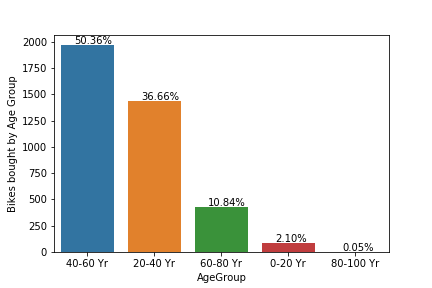 50.36%
36.66%
10.84%
2.10%
0.05%
2000
1750
1500
1250
1000
750
500
250
0
Bikes bought by Age Group
40-60 Yr
20-40 Yr
60-80 Yr
0-20 Yr
80-100 Yr
AgeGroup